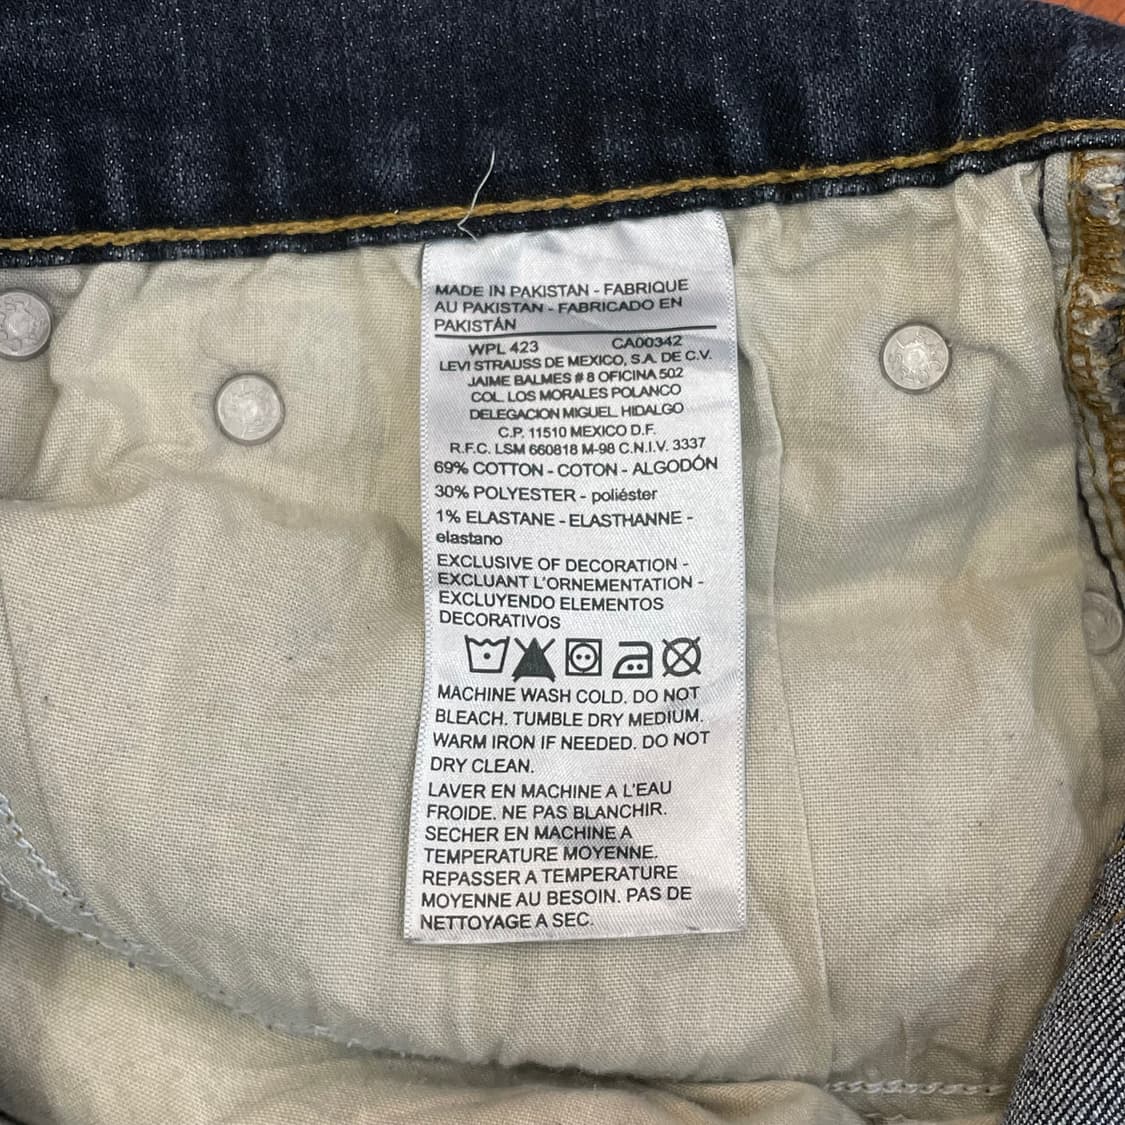 MADE IN PAKISTAN - FABRIQUE
AU PAKISTAN - FABRICADO EN
PAKISTÁN
WPL 423 CA00342
LEVI STRAUSS DE MEXICO, S.A. DE C.V.
JAIME BALMES # 8 OFICINA 502
COL. LOS MORALES POLANCO
DELEGACION MIGUEL HIDALGO
C.P. 11510 MEXICO D.F.
R.F.C. LSM 660818 M-98 C.N.I.V. 3337
69% COTTON - COTON - ALGODÓN
30% POLYESTER - poliéster
1% ELASTANE - ELASTHANNE -
elastano
EXCLUSIVE OF DECORATION -
EXCLUANT L'ORNEMENTATION -
EXCLUYENDO ELEMENTOS
DECORATIVOS
MACHINE WASH COLD. DO NOT
BLEACH. TUMBLE DRY MEDIUM.
WARM IRON IF NEEDED. DO NOT
DRY CLEAN.
LAVER EN MACHINE A L'EAU
FROIDE. NE PAS BLANCHIR.
SECHER EN MACHINE A
TEMPERATURE MOYENNE.
REPASSER A TEMPERATURE
MOYENNE AU BESOIN. PAS DE
NETTOYAGE A SEC.